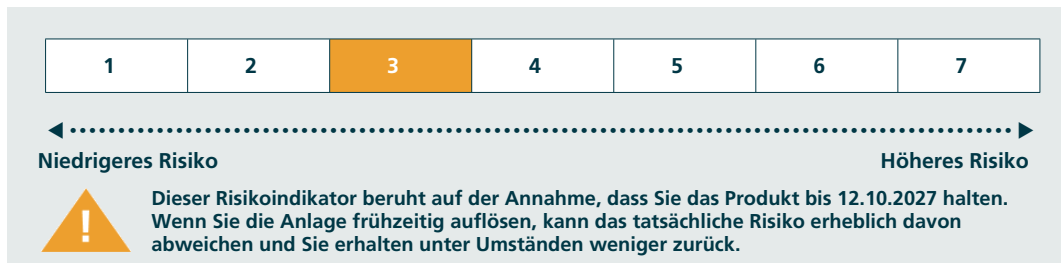 1 2 3 4 5 6 7
Niedrigeres Risiko Höheres Risiko
!
Dieser Risikoindikator beruht auf der Annahme, dass Sie das Produkt bis 12.10.2027 halten.
Wenn Sie die Anlage frühzeitig auflösen, kann das tatsächliche Risiko erheblich davon
abweichen und Sie erhalten unter Umständen weniger zurück.